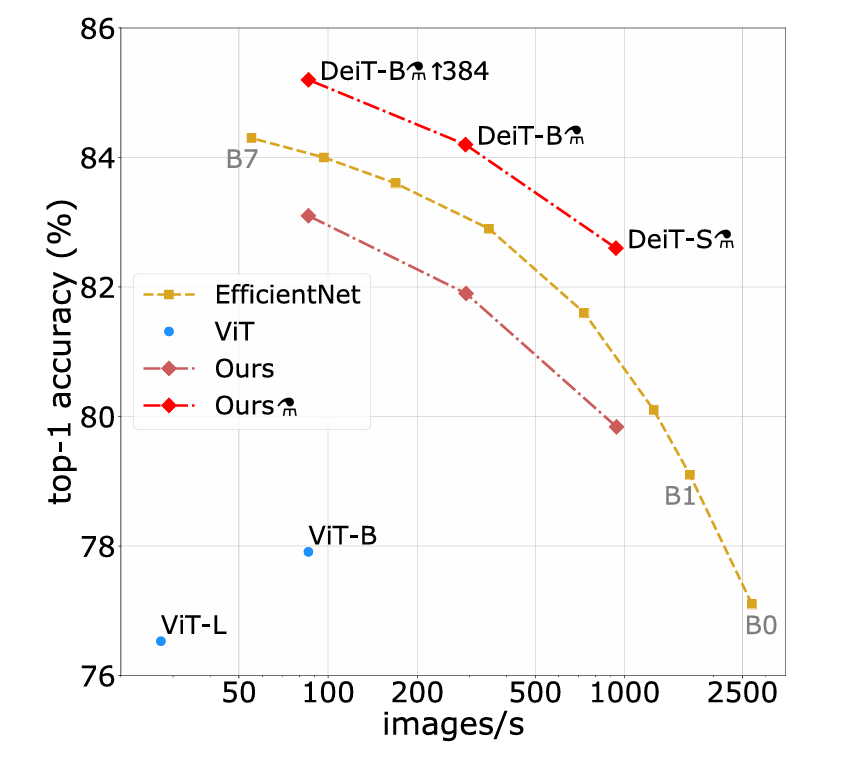 86
84
82
80
78
76
top-1 accuracy (%)
DeiT-B⚗↑384
DeiT-B⚗
B7
DeiT-S⚗
EfficientNet
ViT
Ours
Ours⚗
B1
ViT-B
ViT-L
B0
50 100 200 500 1000 2500
images/s